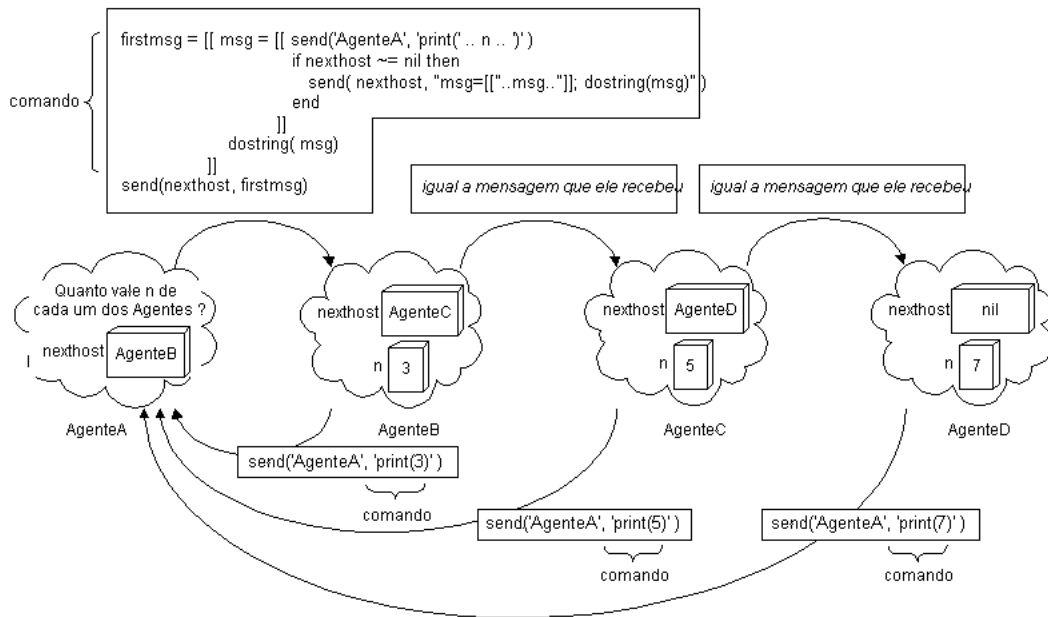 firstmsg = [[ msg = [[ send('AgenteA', 'print(' .. n .. ')' )
if nexthost ~= nil then
send( nexthost, "msg=[["..msg.."]]; dostring(msg)" )
end
]]
dostring( msg)
]]
send(nexthost, firstmsg)
comando
igual a mensagem que ele recebeu
igual a mensagem que ele recebeu
Quanto vale n de
cada um dos Agentes ?
nexthost AgenteB
AgenteA
nexthost AgenteC
n 3
AgenteB
nexthost AgenteD
n 5
AgenteC
nexthost nil
n 7
AgenteD
send('AgenteA', 'print(3)' )
comando
send('AgenteA', 'print(5)' )
comando
send('AgenteA', 'print(7)' )
comando